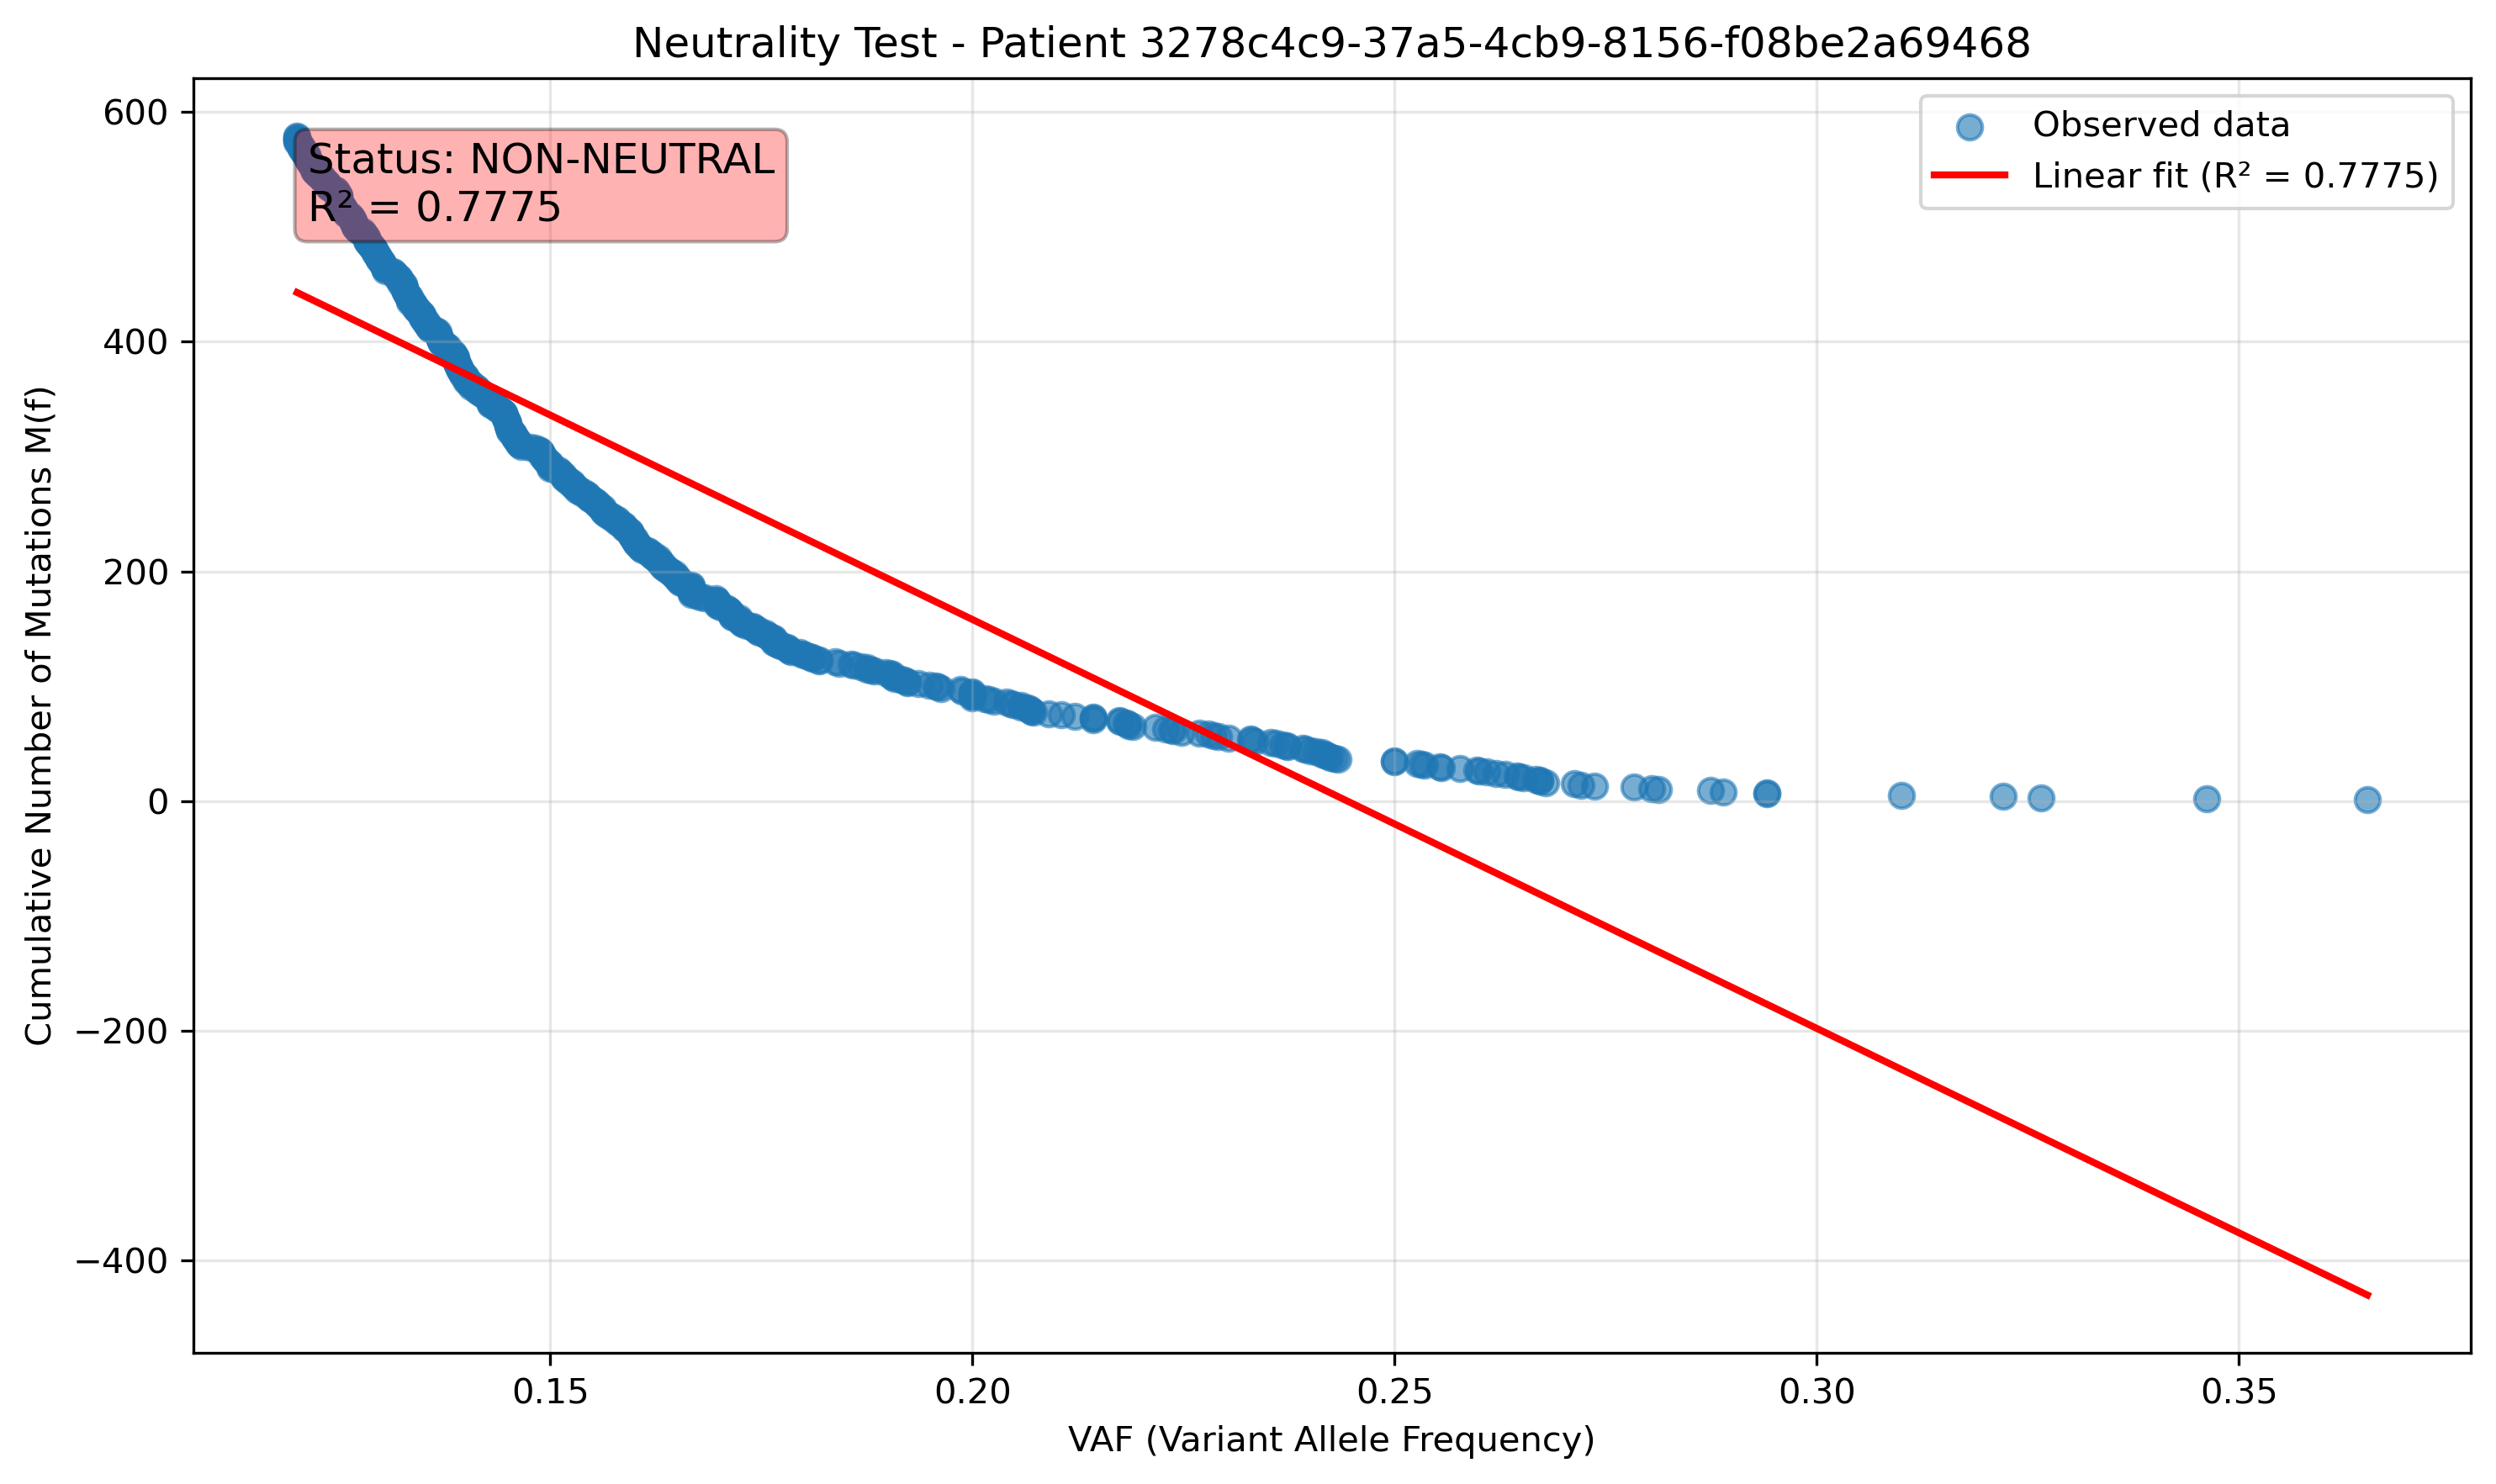 Neutrality Test - Patient 3278c4c9-37a5-4cb9-8156-f08be2a69468
Status: NON-NEUTRAL
R² = 0.7775
Observed data
Linear fit (R² = 0.7775)
Cumulative Number of Mutations M(f)
600
400
200
0
−200
−400
0.15
0.20
0.25
0.30
0.35
VAF (Variant Allele Frequency)